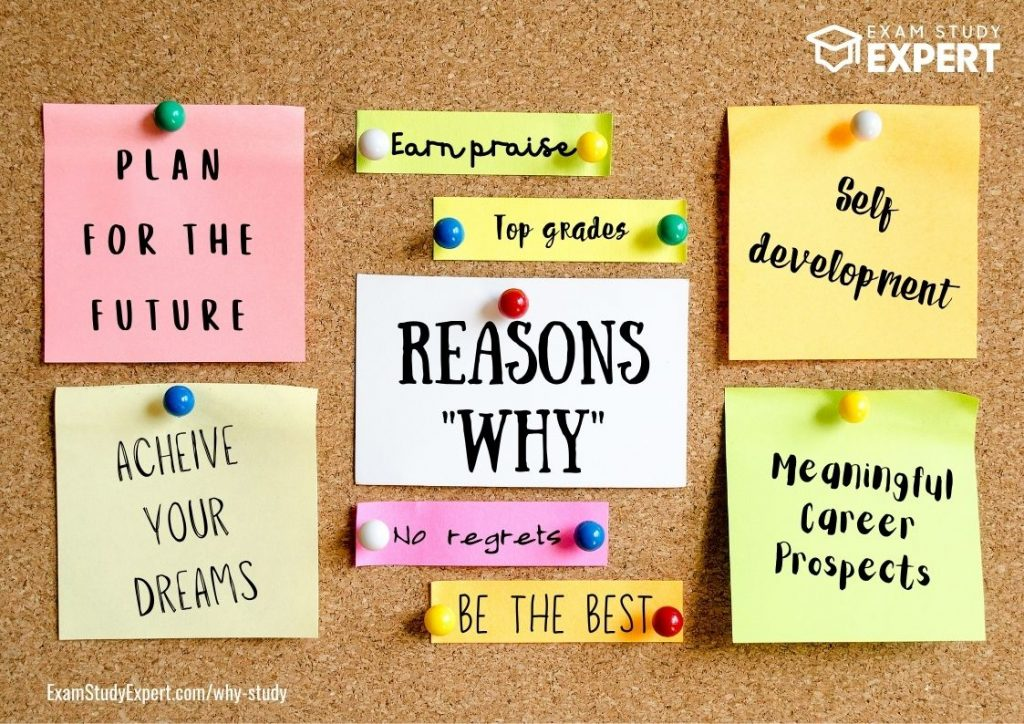 EXAM STUDY
EXPERT
PLAN
FOR THE
FUTURE
Earn praise
Top grades
Self
development
REASONS
"WHY"
ACHEIVE
YOUR
DREAMS
No regrets
BE THE BEST
Meaningful
Career
Prospects
ExamStudyExpert.com/why-study